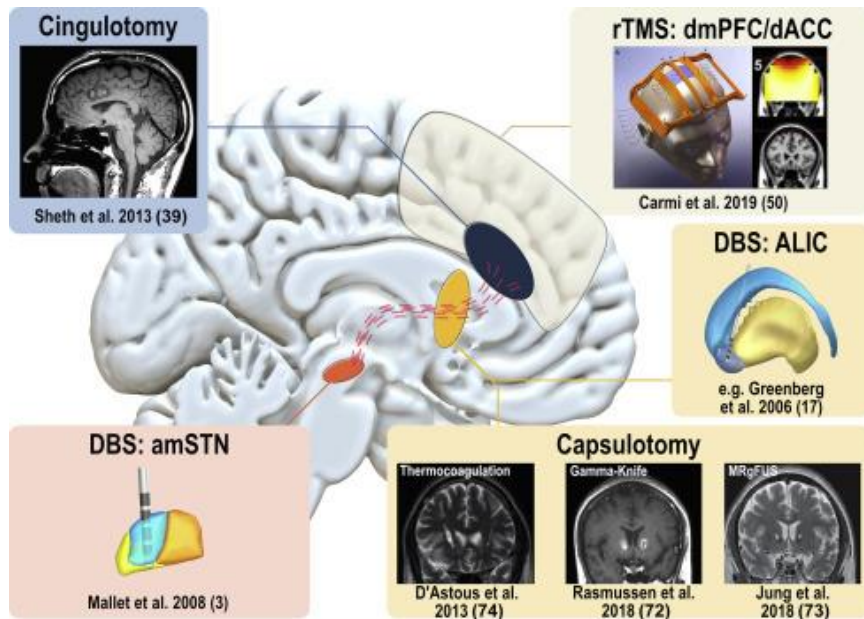 Cingulotomy
Sheth et al. 2013 (39)
rTMS: dmPFC/dACC
5
Carmi et al. 2019 (50)
DBS: ALIC
e.g. Greenberg
et al. 2006 (17)
DBS: amSTN
Mallet et al. 2008 (3)
Capsulotomy
Thermocoagulation
Gamma-Knife
MRgFUS
D'Astous et al.
2013 (74)
Rasmussen et al.
2018 (72)
Jung et al.
2018 (73)